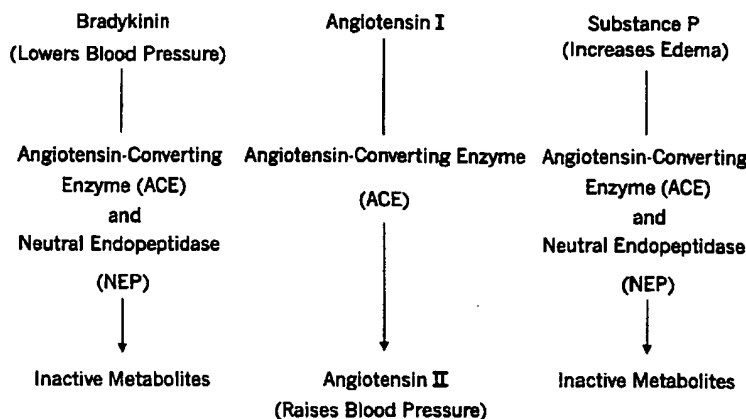 Bradykinin
(Lowers Blood Pressure)
Angiotensin-Converting
Enzyme (ACE)
and
Neutral Endopeptidase
(NEP)
Inactive Metabolites
Angiotensin I
Angiotensin-Converting Enzyme
(ACE)
Angiotensin II
(Raises Blood Pressure)
Substance P
(Increases Edema)
Angiotensin-Converting
Enzyme (ACE)
and
Neutral Endopeptidase
(NEP)
Inactive Metabolites